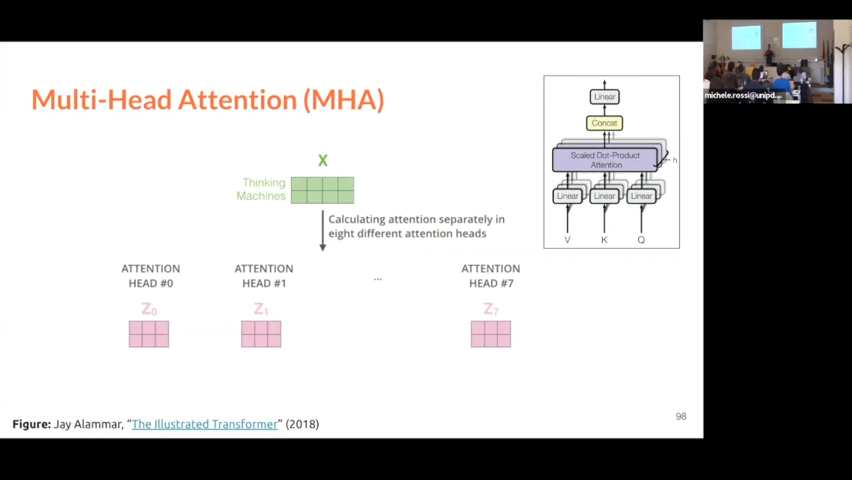 Multi-Head Attention (MHA)
X
Thinking
Machines
Calculating attention separately in
eight different attention heads
ATTENTION
HEAD #0
Z0
ATTENTION
HEAD #1
Z1
...
ATTENTION
HEAD #7
Z7
Linear
Concat
Scaled Dot-Product
Attention
h
Linear
Linear
Linear
V
K
Q
98
Figure: Jay Alammar, “The Illustrated Transformer” (2018)
michele.rossi@unipd....